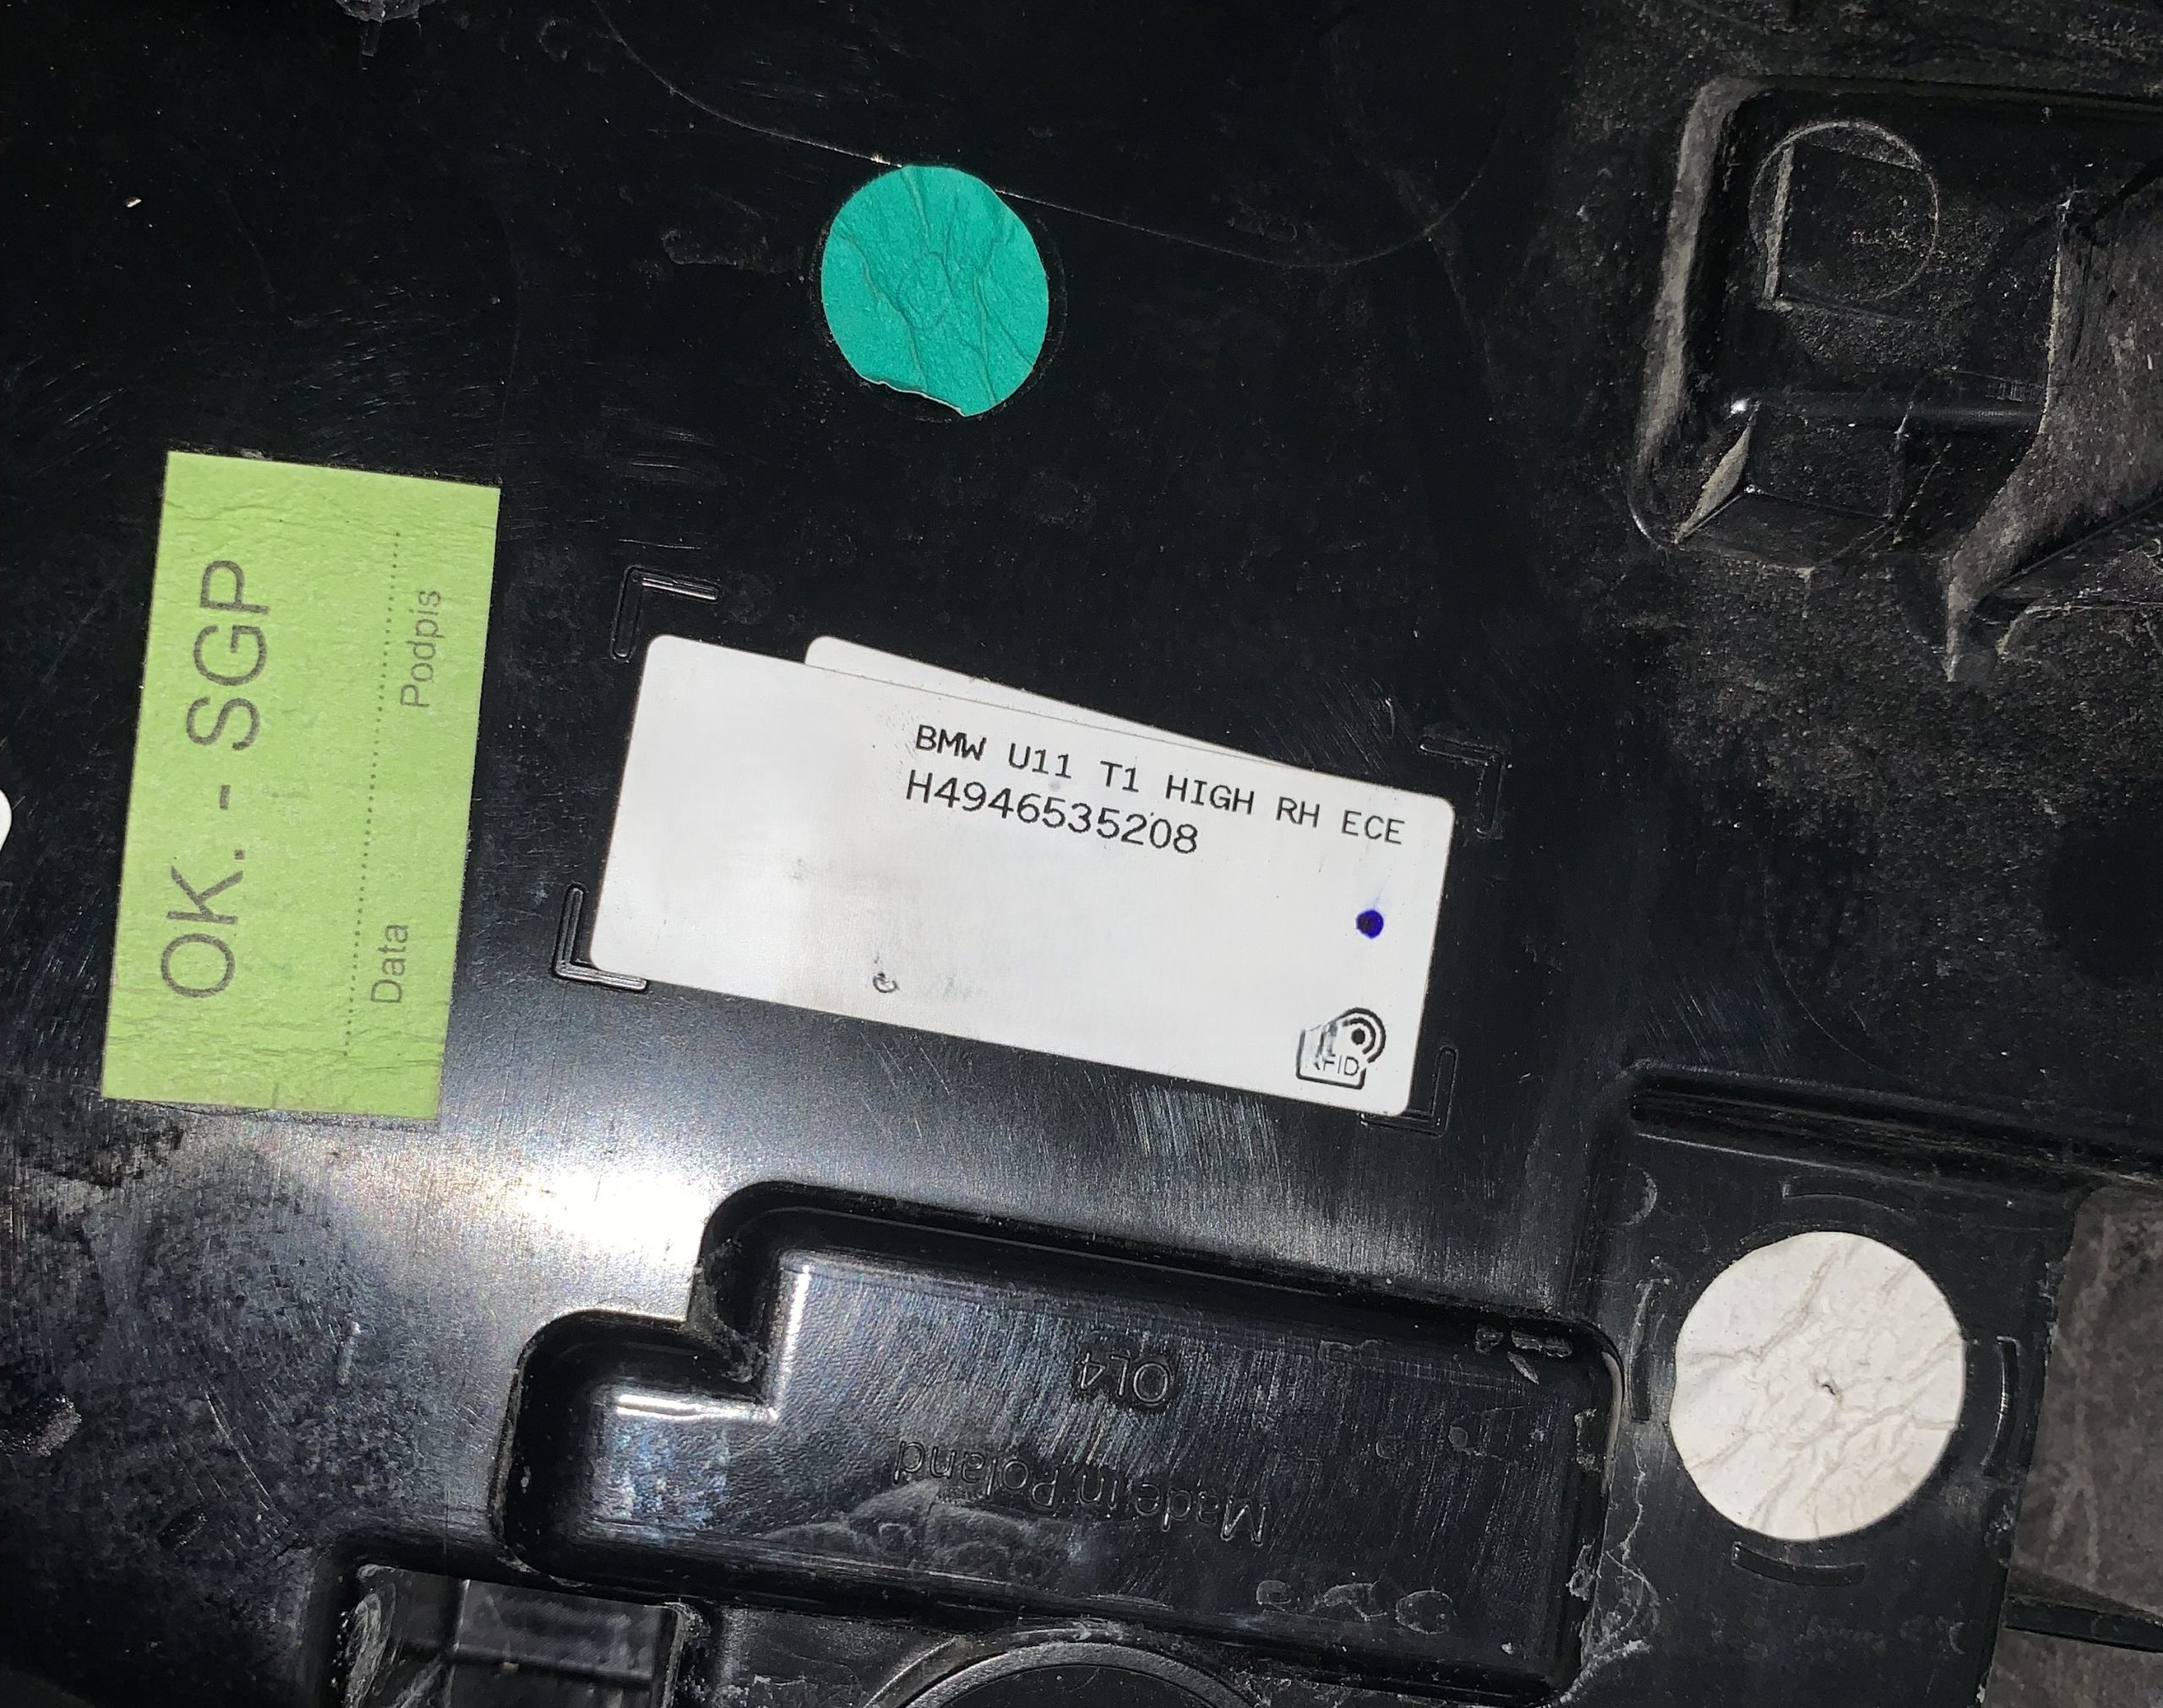 OK. - SGP
Data
Podpis
BMW U11 T1 HIGH RH ECE
H4946535208
RFID
OL4
Made in Poland